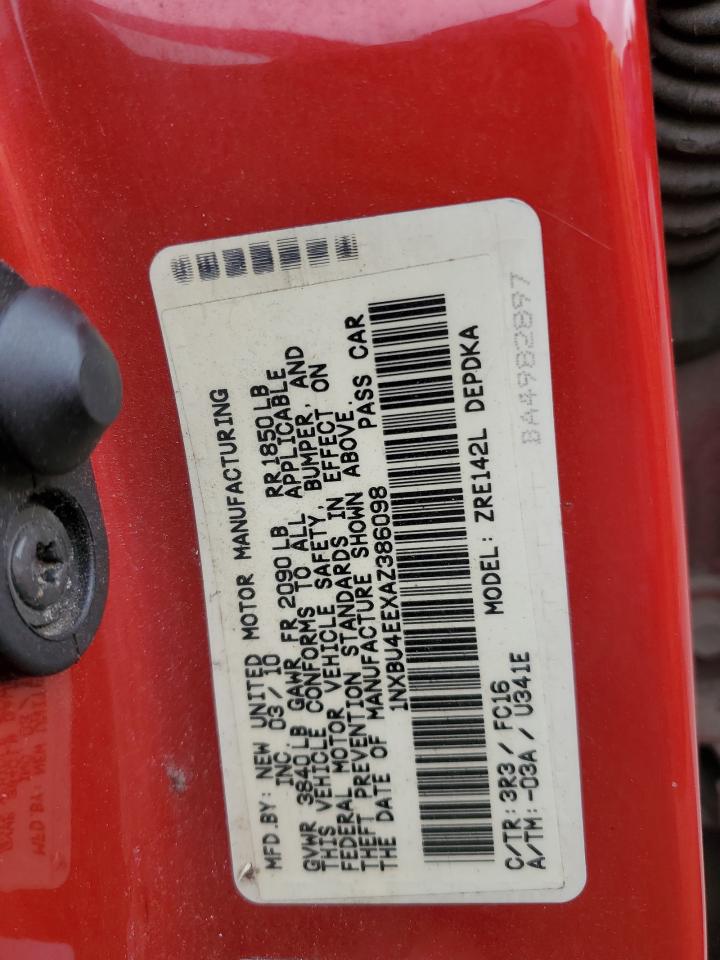 MFD.BY: NEW UNITED MOTOR MANUFACTURING
INC. 03/10
GVWR 3840LB GAWR FR 2090LB RR1850LB
THIS VEHICLE CONFORMS TO ALL APPLICABLE
FEDERAL MOTOR VEHICLE SAFETY, BUMPER, AND
THEFT PREVENTION STANDARDS IN EFFECT ON
THE DATE OF MANUFACTURE SHOWN ABOVE.
1NXBU4EEXAZ386098 PASS CAR
C/TR: 3R3 / FC16 MODEL: ZRE142L DEPDKA
A/TM: -03A / U341E
BA4982897